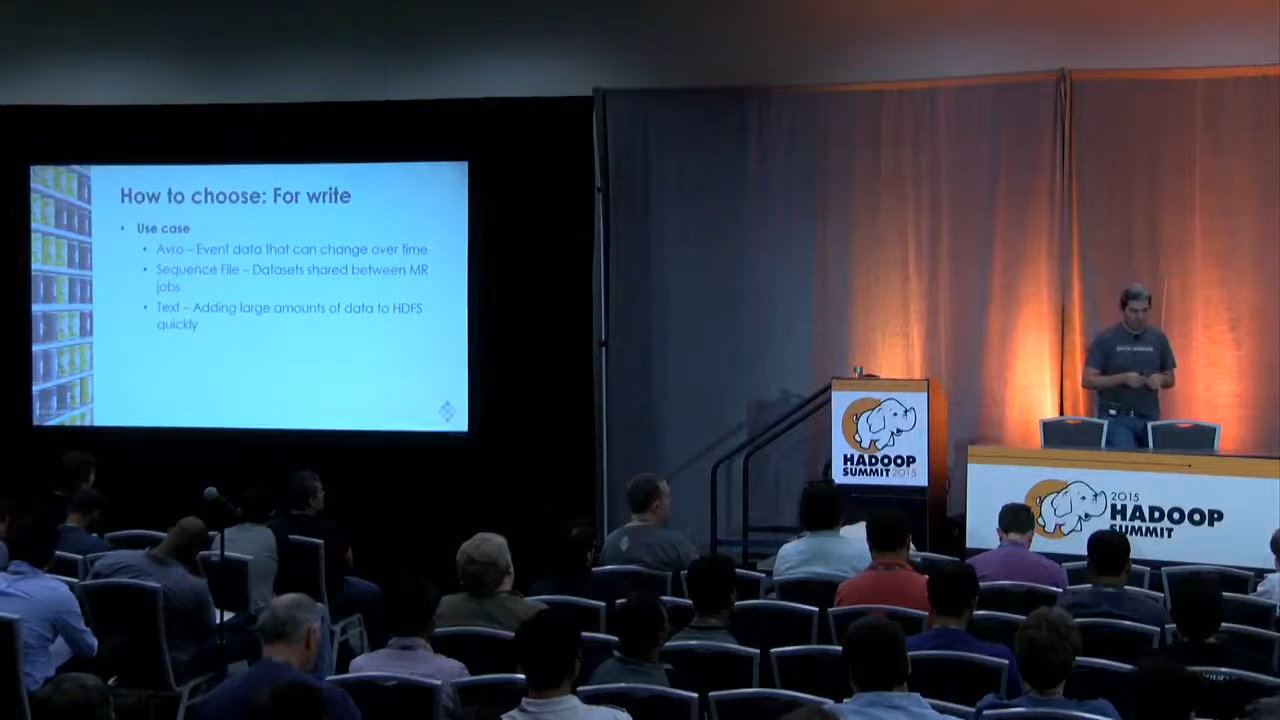 How to choose: For write
• Use case
• Avro – Event data that can change over time
• Sequence File – Datasets shared between MR
jobs
• Text – Adding large amounts of data to HDFS
quickly
HADOOP
SUMMIT 2015
2015
HADOOP
SUMMIT